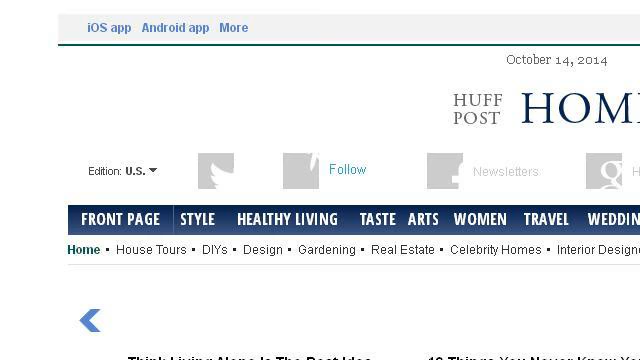 iOS app Android app More
October 14, 2014
HUFF
POST
Edition: U.S.
Follow
Newsletters
FRONT PAGE STYLE HEALTHY LIVING TASTE ARTS WOMEN TRAVEL
Home • House Tours • DIYs • Design • Gardening • Real Estate • Celebrity Homes • Interior